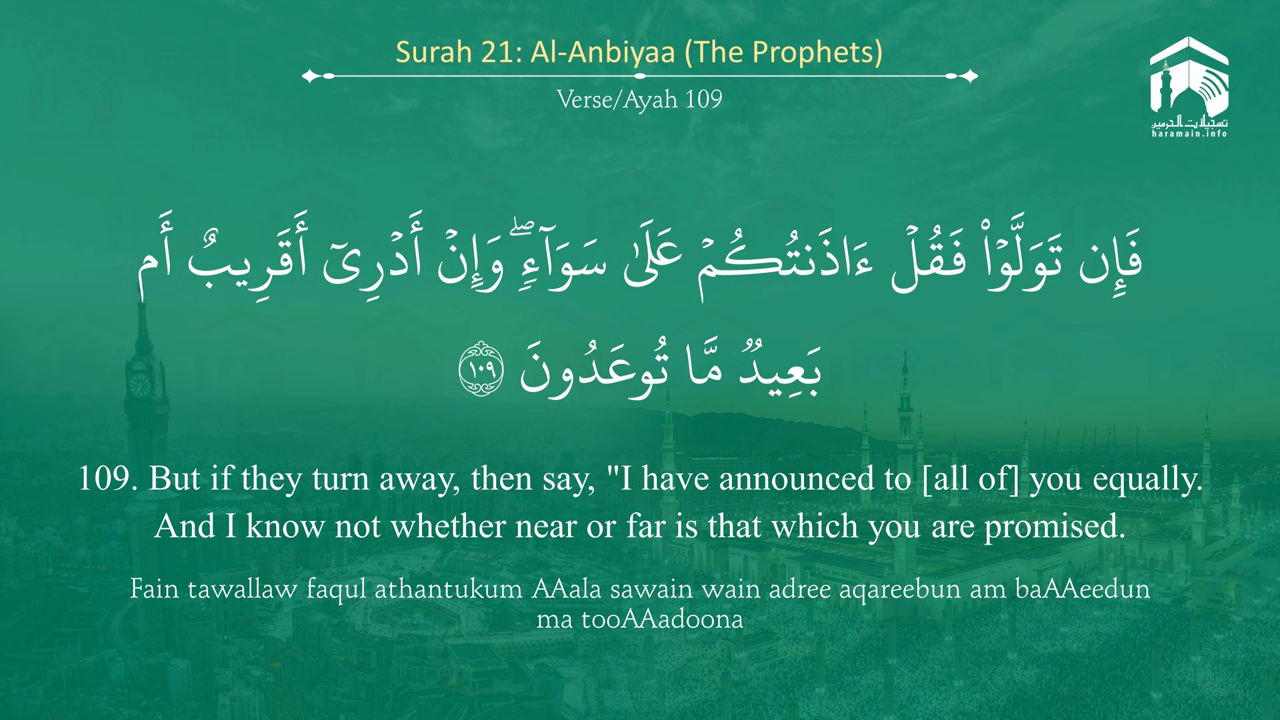 Surah 21: Al-Anbiyaa (The Prophets)
Verse/Ayah 109
تسجيلات الحرمين
haramain.info
فَإِن تَوَلَّوْا۟ فَقُلْ ءَاذَنتُكُمْ عَلَىٰ سَوَآءٍۢ ۖ وَإِنْ أَدْرِىٓ أَقَرِيبٌ أَم
بَعِيدٌۭ مَّا تُوعَدُونَ ١٠٩
109. But if they turn away, then say, "I have announced to [all of] you equally.
And I know not whether near or far is that which you are promised.
Fain tawallaw faqul athantukum AAala sawain wain adree aqareebun am baAAeedun
ma tooAAadoona